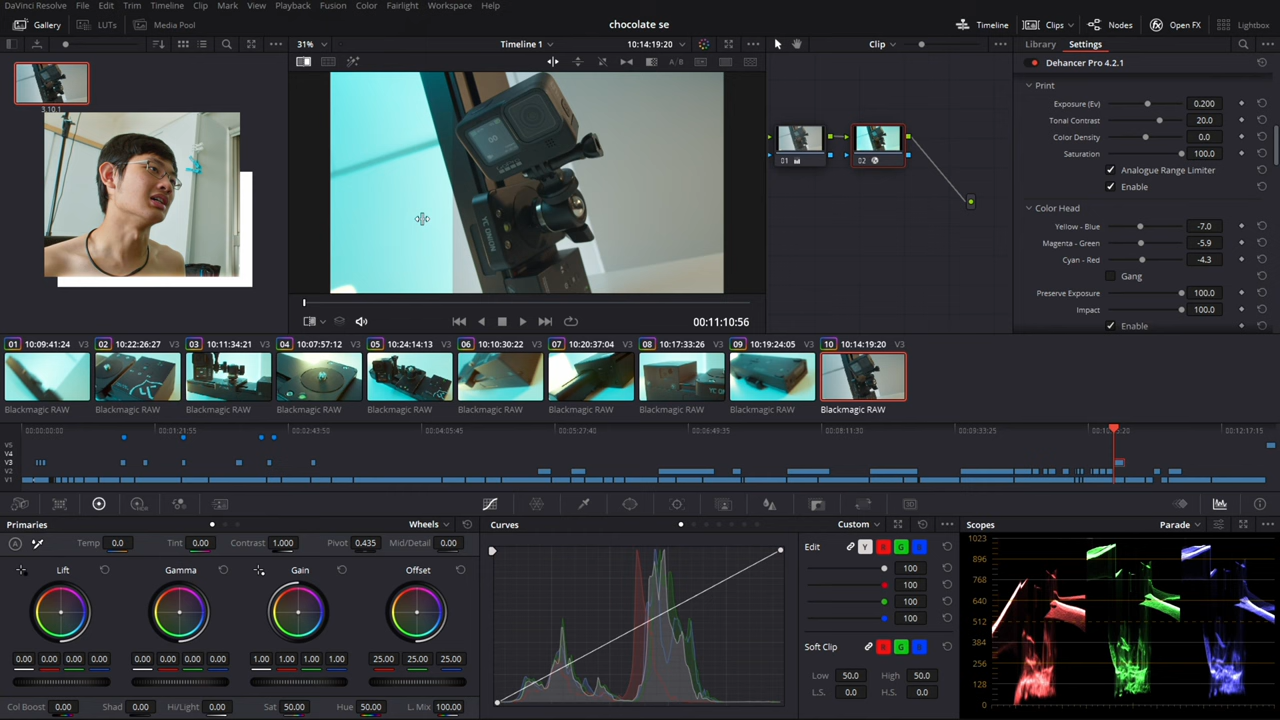 DaVinci Resolve File Edit Trim Timeline Clip Mark View Playback Fusion Color Fairlight Workspace Help
Gallery LUTs Media Pool chocolate se Timeline Clips Nodes Open FX Lightbox
31% Timeline 1 10:14:19:20 Clip Library Settings
Dehancer Pro 4.2.1
Print
Exposure (Ev) 0.200
Tonal Contrast 20.0
Color Density 0.0
Saturation 100.0
Analogue Range Limiter
Enable
Color Head
Yellow - Blue -7.0
Magenta - Green -5.9
Cyan - Red -4.3
Gang
Preserve Exposure 100.0
Impact 100.0
Enable
3.10.1
YC ONION
01 02
00:11:10:56
01 10:09:41:24 V3 02 10:22:26:27 V3 03 10:11:34:21 V3 04 10:07:57:12 V3 05 10:24:14:13 V3 06 10:10:30:22 V3 07 10:20:37:04 V3 08 10:17:33:26 V3 09 10:19:24:05 V3 10 10:14:19:20 V3
Blackmagic RAW Blackmagic RAW Blackmagic RAW Blackmagic RAW Blackmagic RAW Blackmagic RAW Blackmagic RAW Blackmagic RAW Blackmagic RAW Blackmagic RAW
00:00:00:00 00:01:21:55 00:02:43:50 00:04:05:45 00:05:27:40 00:06:49:35 00:08:11:30 00:09:33:25 00:12:17:15
V5
V4
V3
V2
V1
Primaries Wheels Curves Custom Scopes Parade
Temp 0.0 Tint 0.00 Contrast 1.000 Pivot 0.435 Mid/Detail 0.00
Lift Gamma Gain Offset
0.00 0.00 0.00 0.00 0.00 0.00 0.00 0.00 1.00 1.00 1.00 1.00 25.00 25.00 25.00
Col Boost 0.00 Shad 0.00 Hi/Light 0.00 Sat 50.00 Hue 50.00 L. Mix 100.00
Edit Y R G B
100
100
100
100
Soft Clip R G B
Low 50.0 High 50.0
L.S. 0.0 H.S. 0.0
1023
896
768
640
512
384
256
128
0